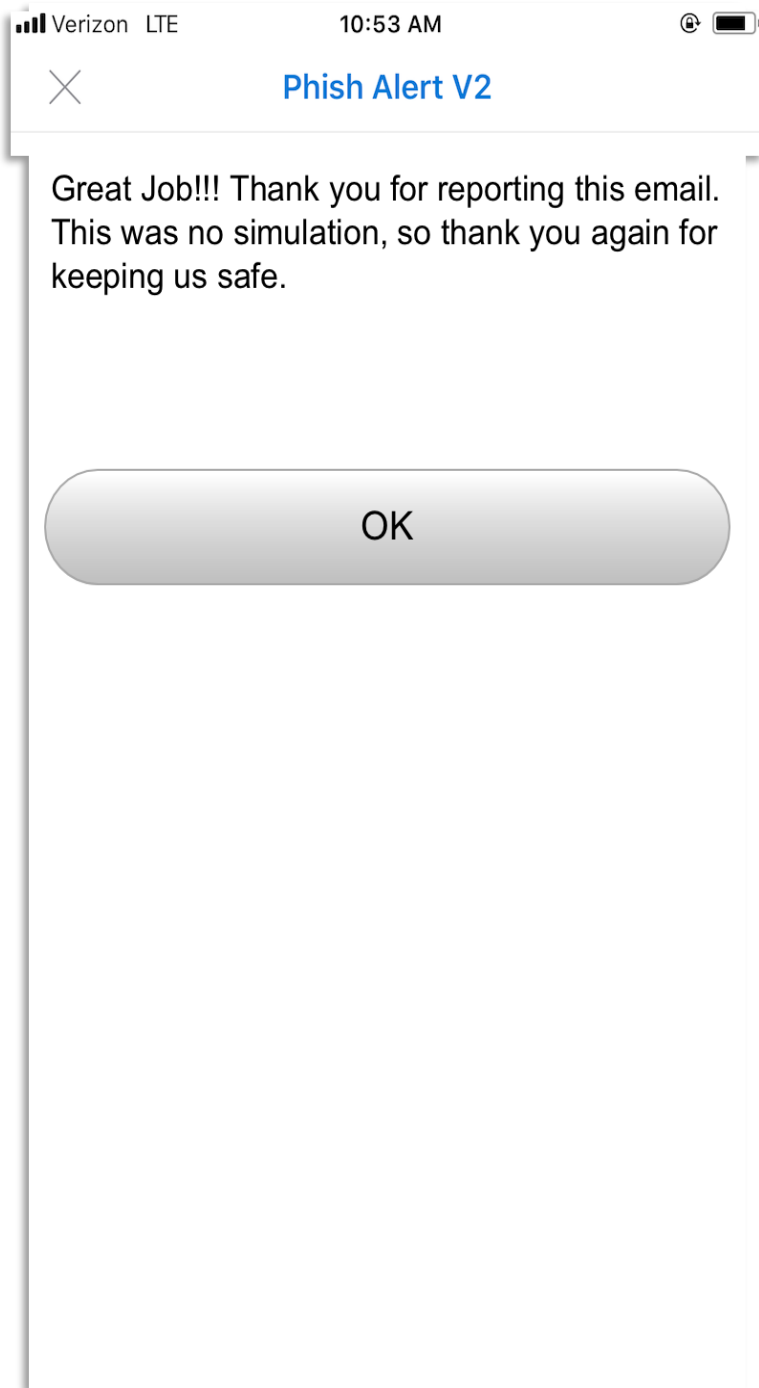 Verizon LTE 10:53 AM
Phish Alert V2
Great Job!!! Thank you for reporting this email.
This was no simulation, so thank you again for
keeping us safe.
OK